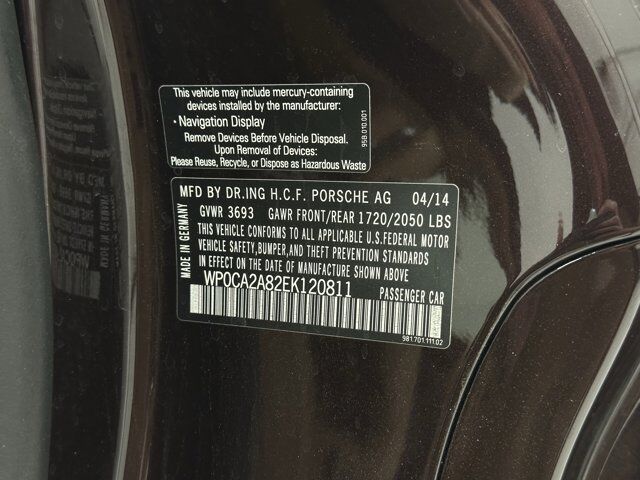 This vehicle may include mercury-containing
devices installed by the manufacturer:
• Navigation Display
Remove Devices Before Vehicle Disposal.
Upon Removal of Devices:
Please Reuse, Recycle, or Dispose as Hazardous Waste
95B.010.001
MFD BY DR.ING H.C.F. PORSCHE AG 04/14
GVWR 3693 GAWR FRONT/REAR 1720/2050 LBS
THIS VEHICLE CONFORMS TO ALL APPLICABLE U.S.FEDERAL MOTOR
VEHICLE SAFETY,BUMPER,AND THEFT PREVENTION STANDARDS
IN EFFECT ON THE DATE OF MANUFACTURE SHOWN ABOVE.
WP0CA2A82EK120811 PASSENGER CAR
MADE IN GERMANY
981.701.111.02